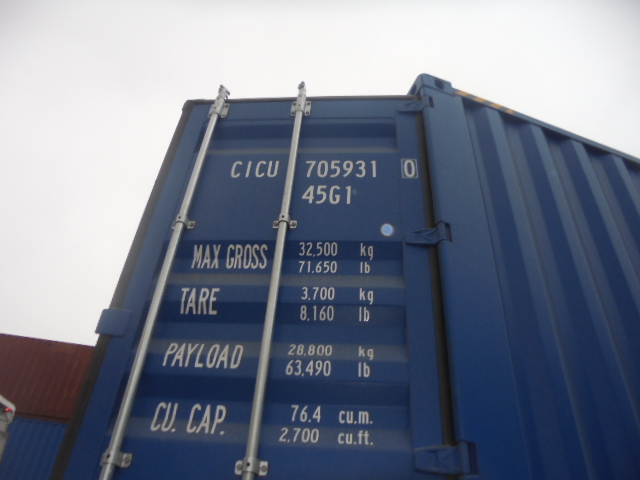 CICU 705931 0
45G1
MAX GROSS 32,500 kg
71,650 lb
TARE 3,700 kg
8,160 lb
PAYLOAD 28,800 kg
63,490 lb
CU. CAP. 76.4 cu.m.
2,700 cu.ft.